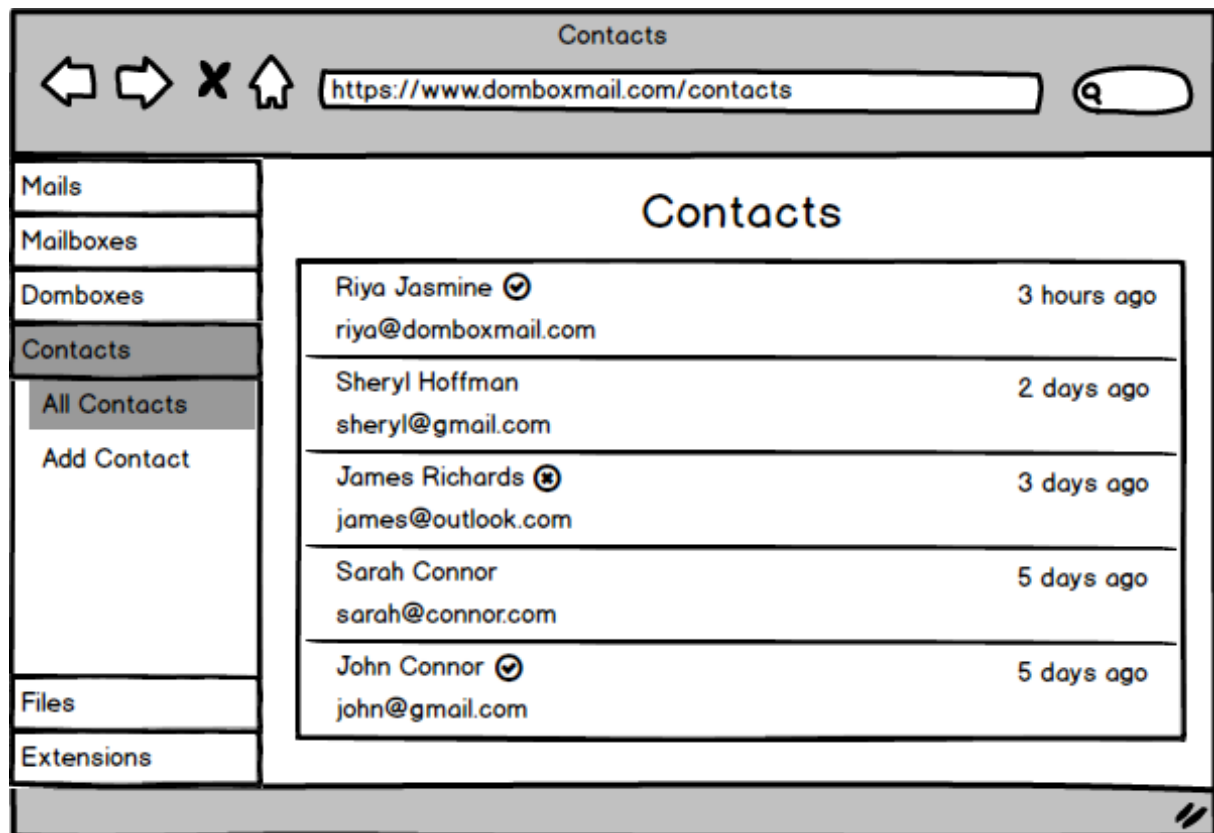 Contacts
https://www.domboxmail.com/contacts
Mails
Mailboxes
Domboxes
Contacts
All Contacts
Add Contact
Files
Extensions
Contacts
Riya Jasmine
3 hours ago
riya@domboxmail.com
Sheryl Hoffman
2 days ago
sheryl@gmail.com
James Richards
3 days ago
james@outlook.com
Sarah Connor
5 days ago
sarah@connor.com
John Connor
5 days ago
john@gmail.com